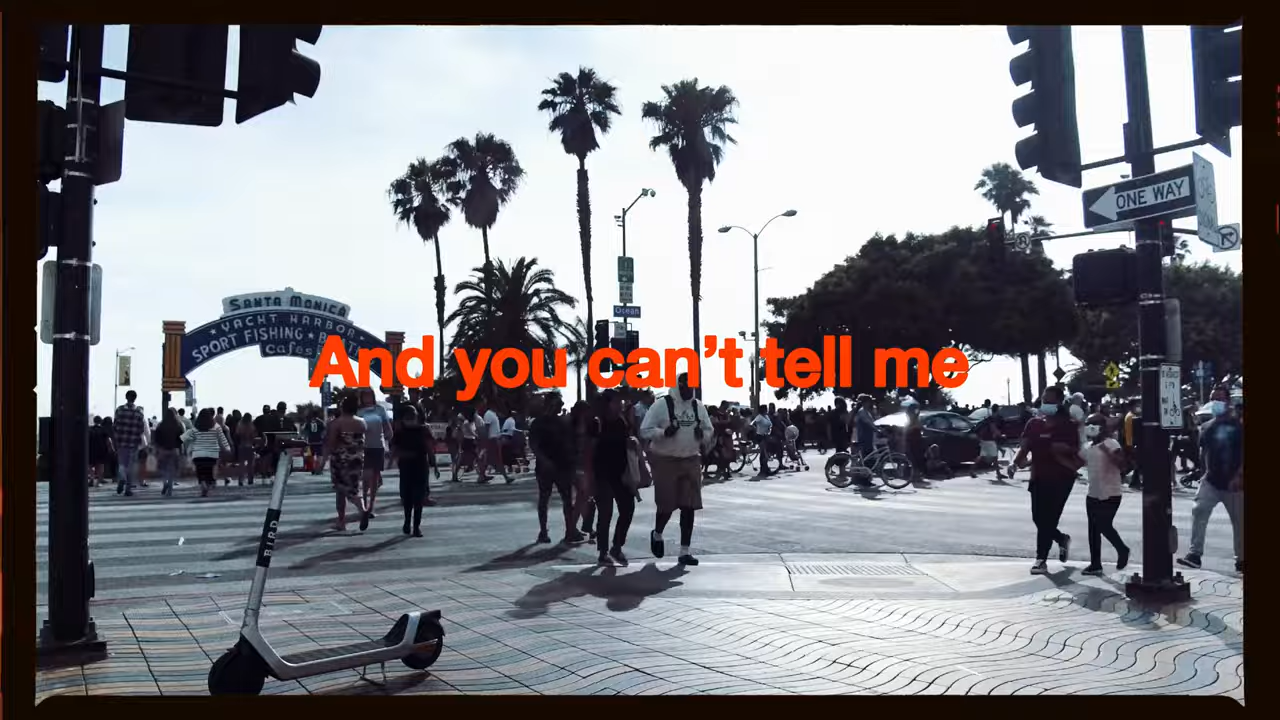 SANTA MONICA
★ YACHT HARBOR ★
SPORT FISHING ★ B
Cafes
Ocean
ONE WAY
And you can't tell me
BIRD